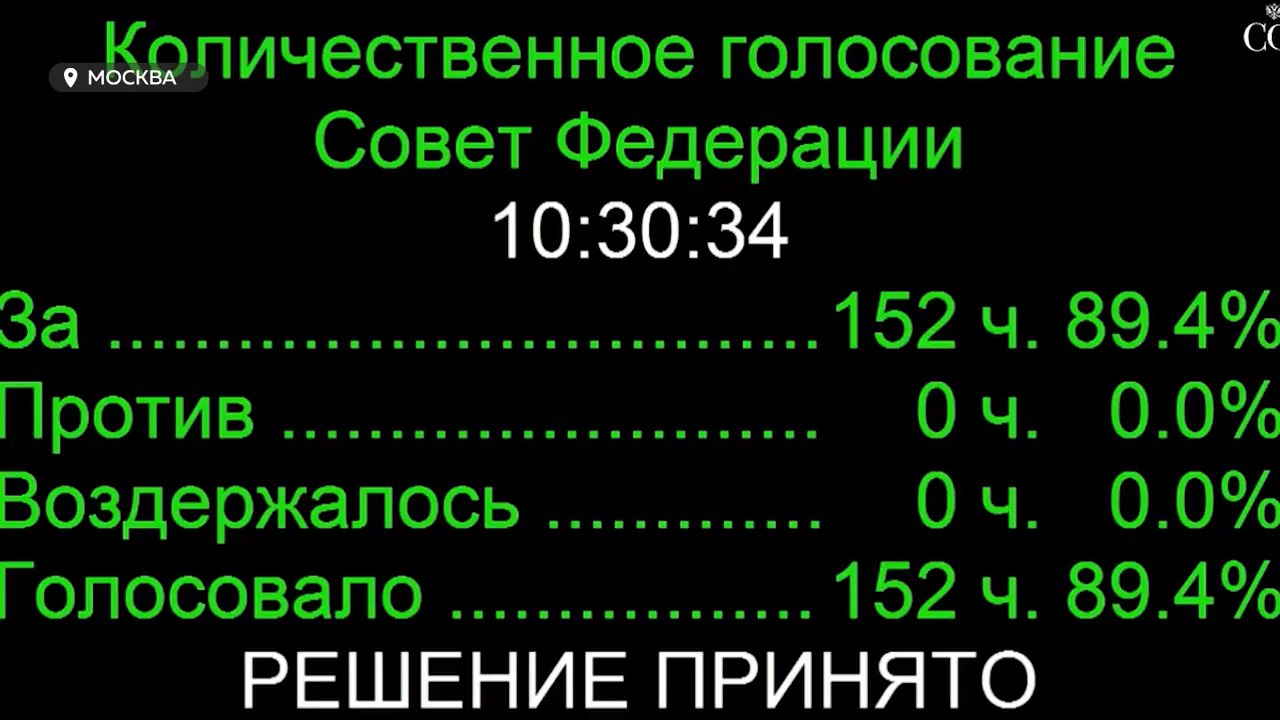 Количественное голосование
МОСКВА
Совет Федерации
10:30:34
За ................................. 152 ч. 89.4%
Против ......................... 0 ч. 0.0%
Воздержалось ............. 0 ч. 0.0%
Голосовало ................. 152 ч. 89.4%
РЕШЕНИЕ ПРИНЯТО